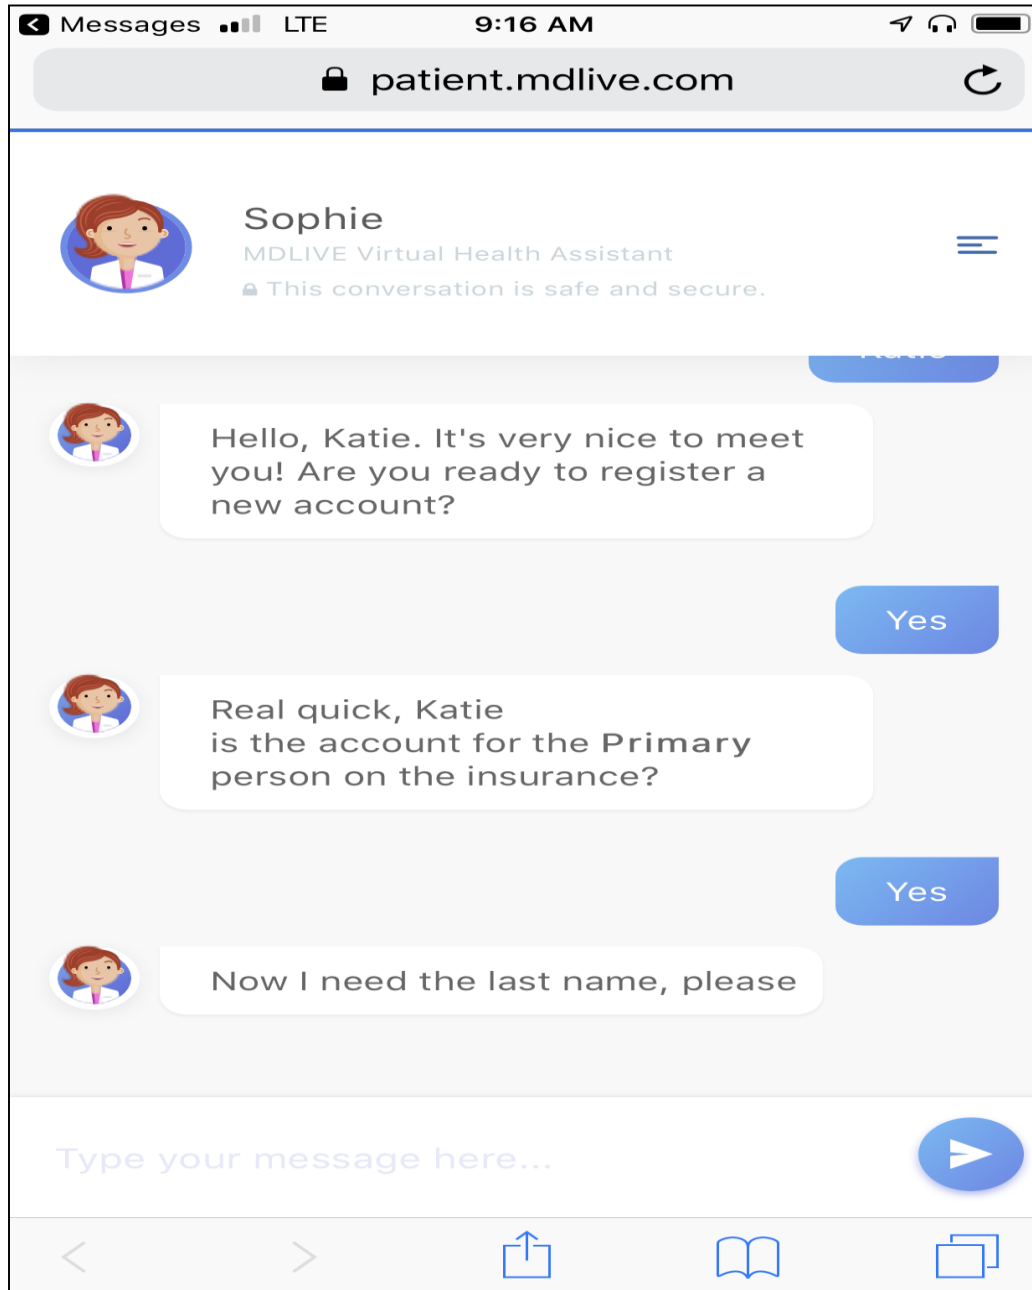 Messages LTE 9:16 AM
patient.mdlive.com
Sophie
MDLIVE Virtual Health Assistant
This conversation is safe and secure.
Hello, Katie. It's very nice to meet
you! Are you ready to register a
new account?
Yes
Real quick, Katie
is the account for the Primary
person on the insurance?
Yes
Now I need the last name, please
Type your message here...